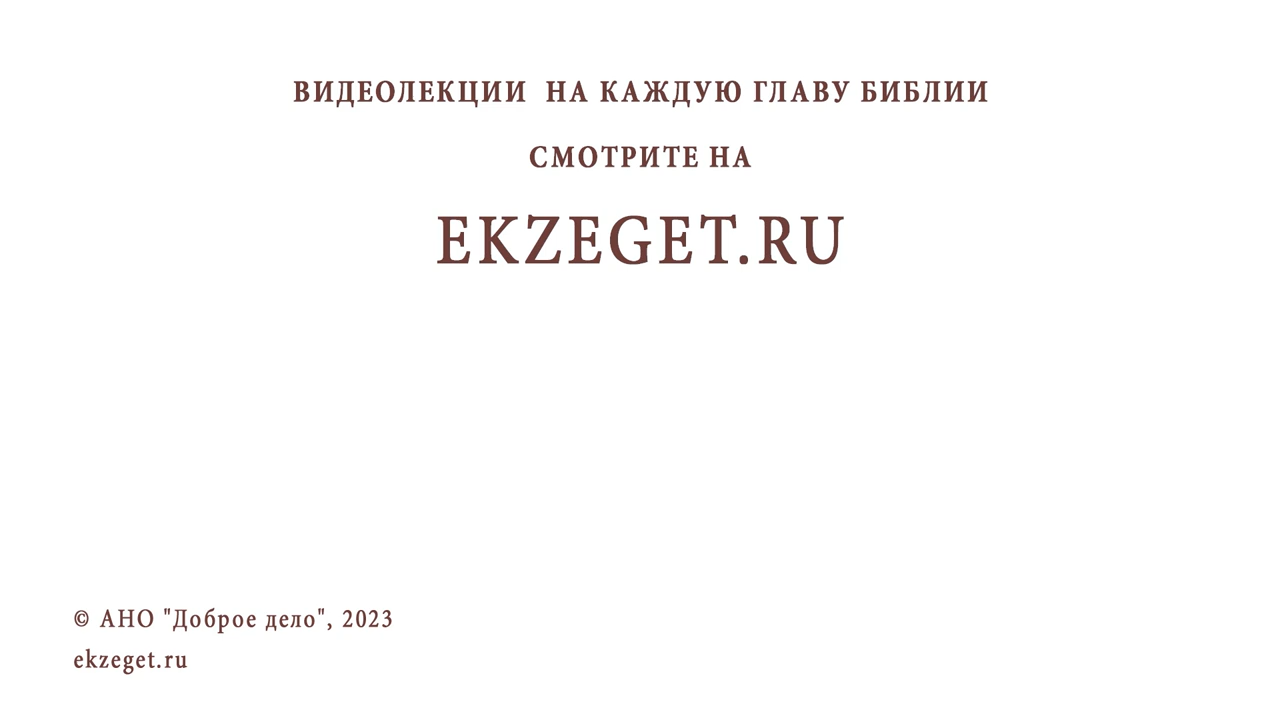 ВИДЕОЛЕКЦИИ НА КАЖДУЮ ГЛАВУ БИБЛИИ
СМОТРИТЕ НА
EKZEGET.RU
© АНО "Доброе дело", 2023
ekzeget.ru